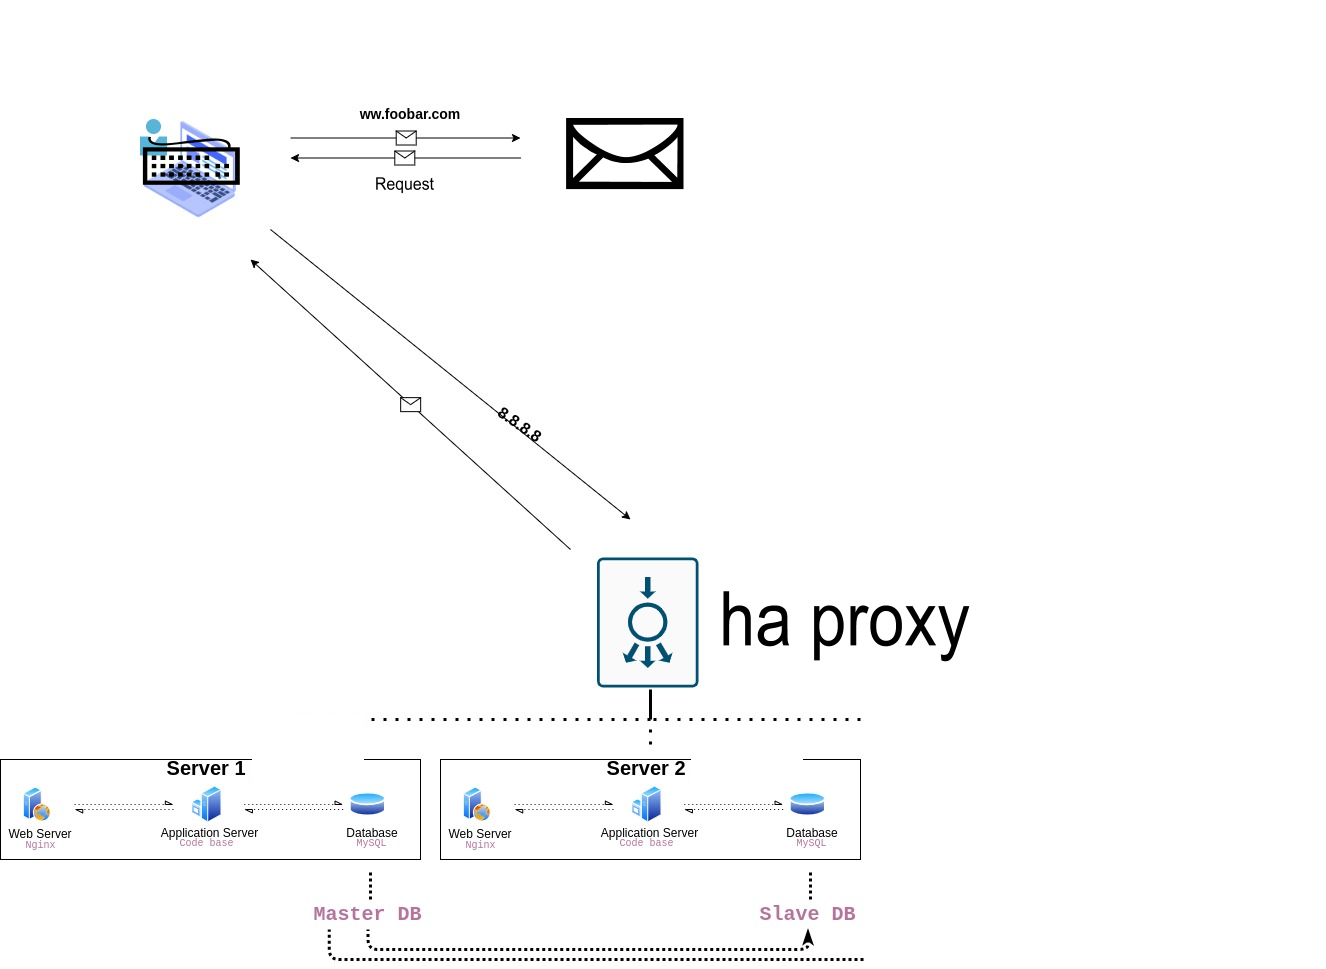 ww.foobar.com
Request
8.8.8.8
ha proxy
Server 1
Server 2
Web Server
Nginx
Application Server
Code base
Database
MySQL
Web Server
Nginx
Application Server
Code base
Database
MySQL
Master DB
Slave DB